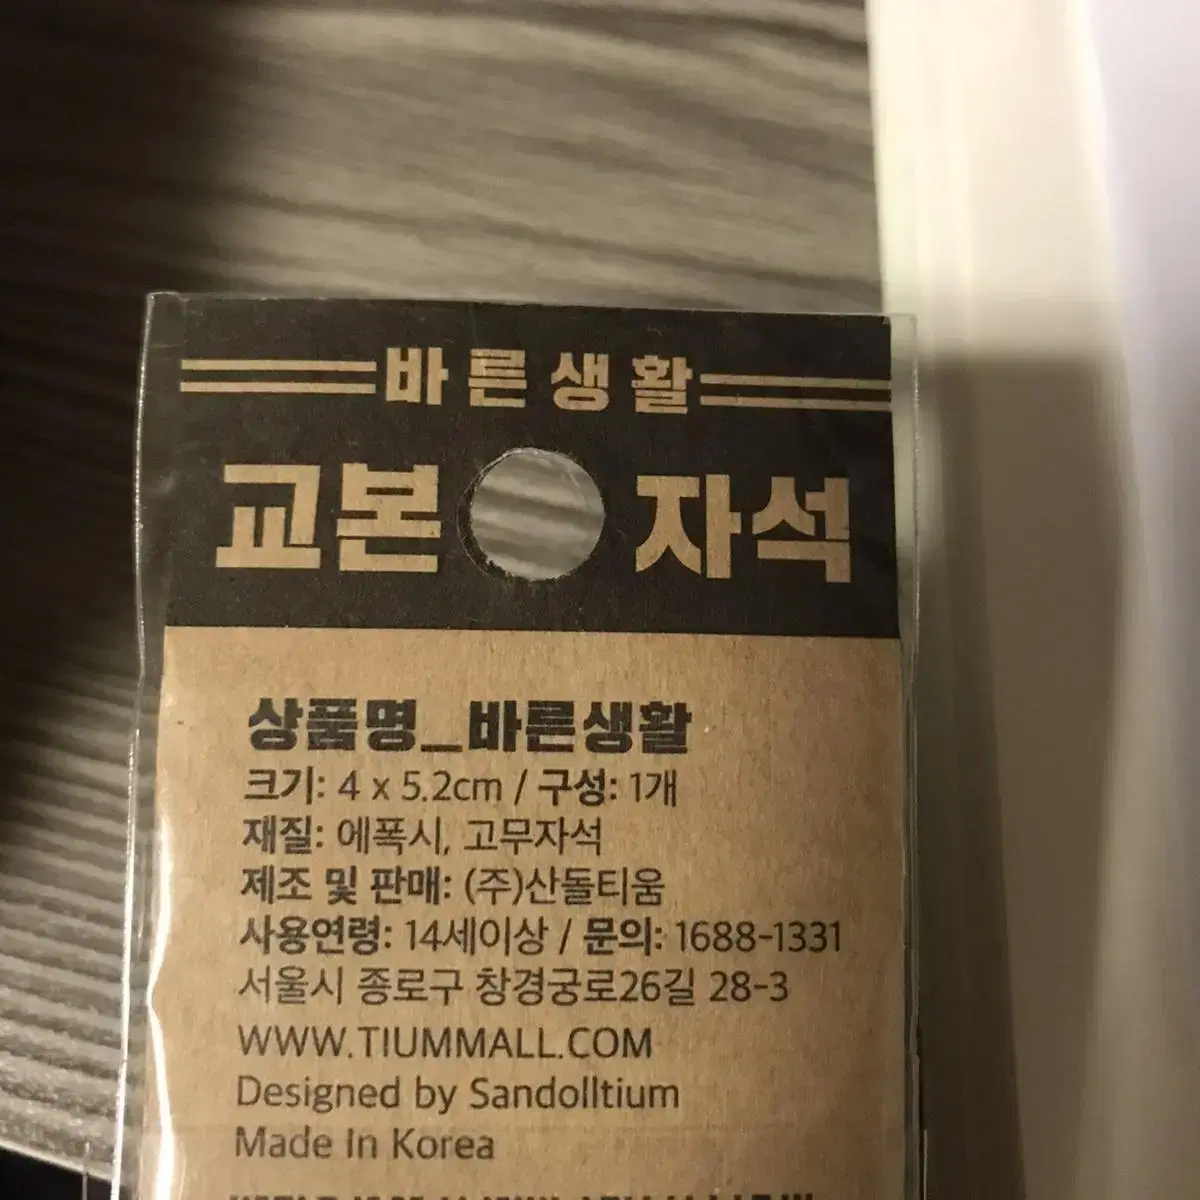 바른생활
교본 자석
상품명_바른생활
크기: 4 x 5.2cm / 구성: 1개
재질: 에폭시, 고무자석
제조 및 판매: (주)산돌티움
사용연령: 14세이상 / 문의: 1688-1331
서울시 종로구 창경궁로26길 28-3
WWW.TIUMMALL.COM
Designed by Sandolltium
Made In Korea